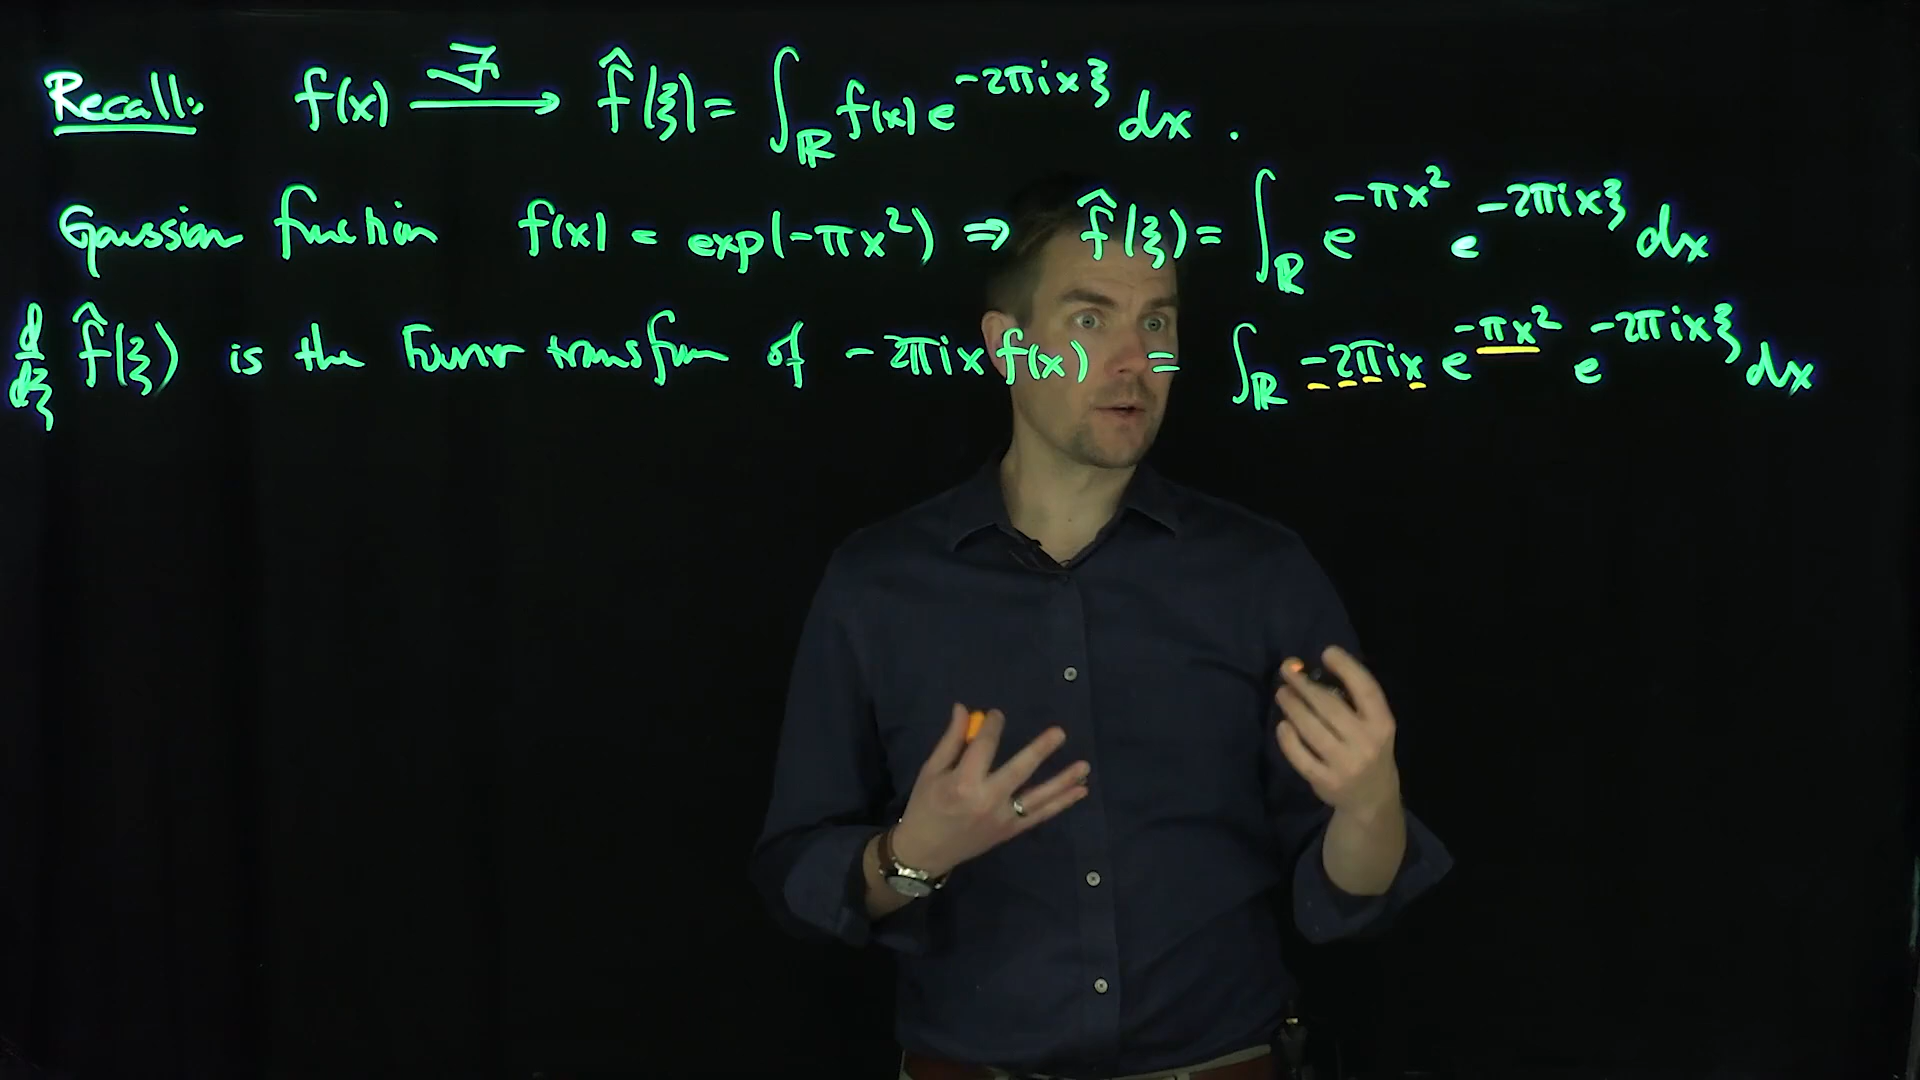 Recall: f(x) —ℱ→ f̂(ξ) = ∫_ℝ f(x) e^{-2πixξ} dx .
Gaussian function f(x) = exp(-πx²) ⇒ f̂(ξ) = ∫_ℝ e^{-πx²} e^{-2πixξ} dx
d/dξ f̂(ξ) is the Fourier transform of -2πix f(x) = ∫_ℝ -2πix e^{-πx²} e^{-2πixξ} dx